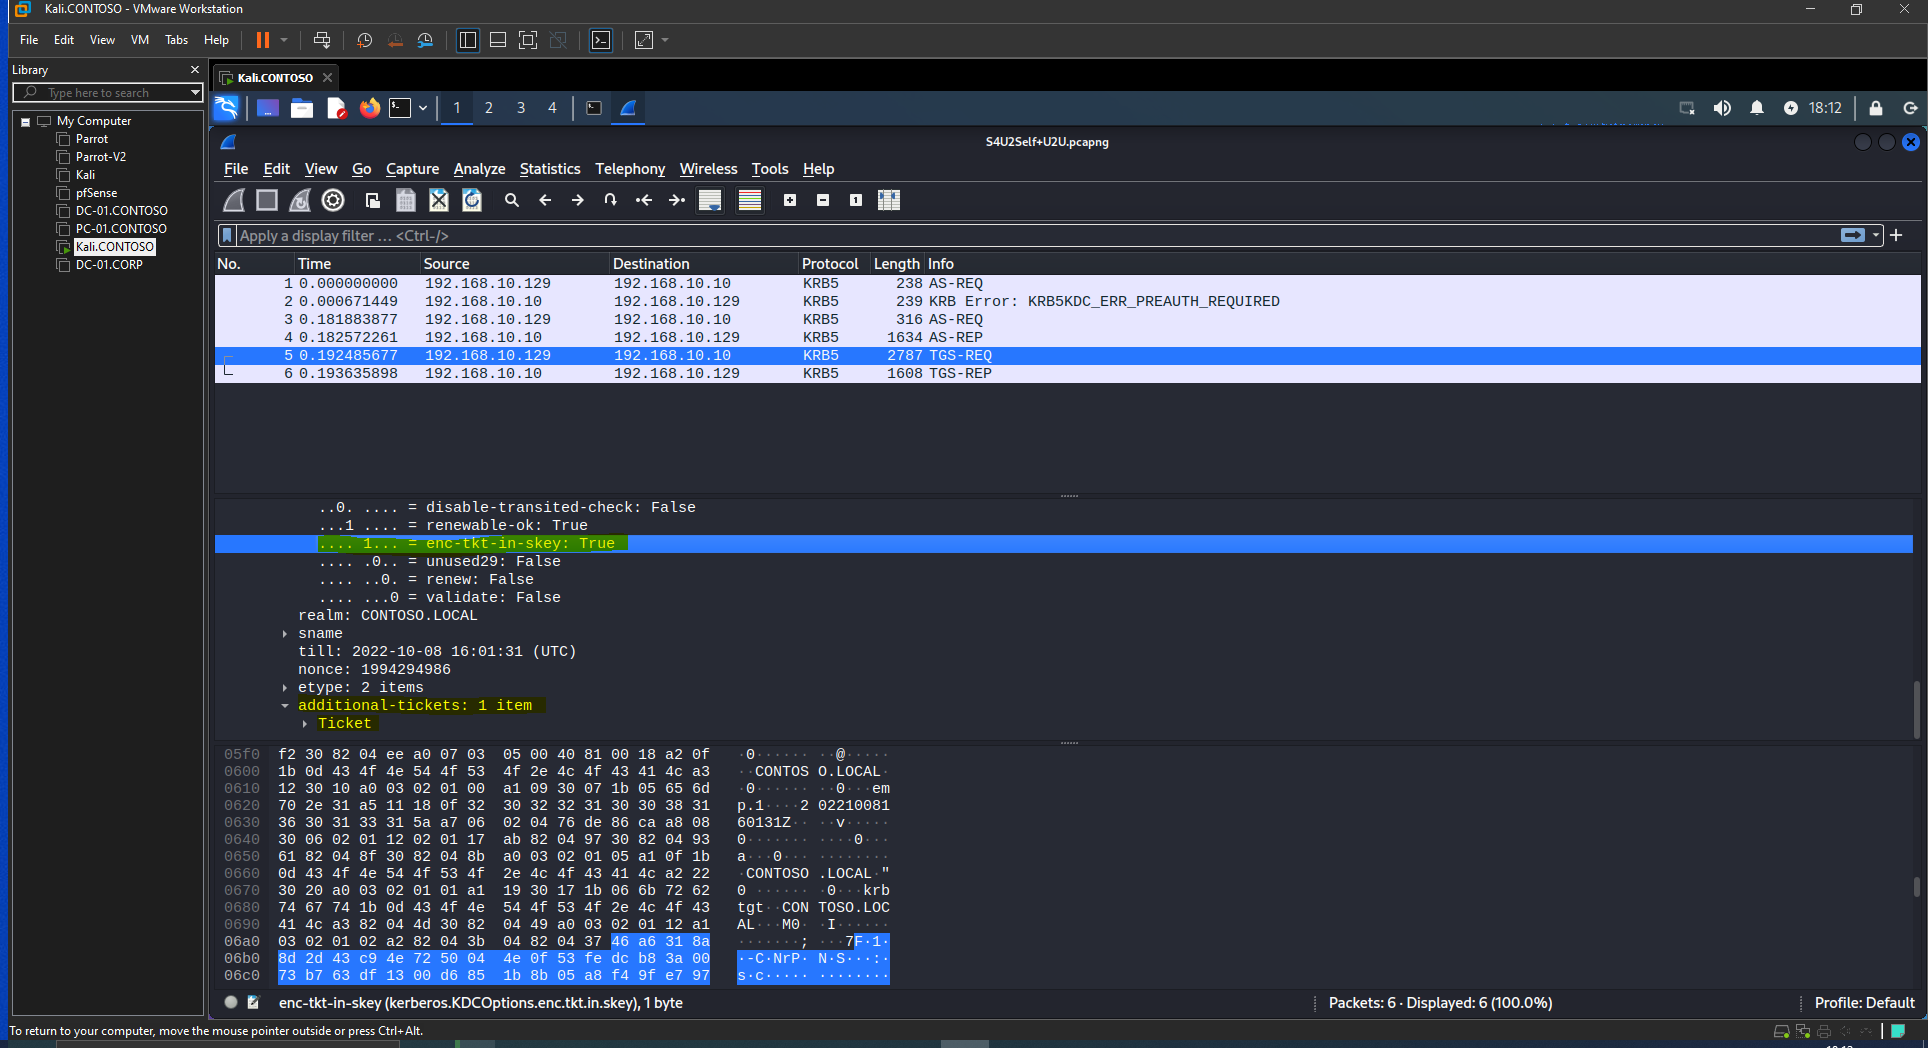 Kali.CONTOSO - VMware Workstation
File Edit View VM Tabs Help
Library
Type here to search
My Computer
Parrot
Parrot-V2
Kali
pfSense
DC-01.CONTOSO
PC-01.CONTOSO
Kali.CONTOSO
DC-01.CORP
Kali.CONTOSO
1 2 3 4
18:12
S4U2Self+U2U.pcapng
File Edit View Go Capture Analyze Statistics Telephony Wireless Tools Help
Apply a display filter ... <Ctrl-/>
No. Time Source Destination Protocol Length Info
1 0.000000000 192.168.10.129 192.168.10.10 KRB5 238 AS-REQ
2 0.000671449 192.168.10.10 192.168.10.129 KRB5 239 KRB Error: KRB5KDC_ERR_PREAUTH_REQUIRED
3 0.181883877 192.168.10.129 192.168.10.10 KRB5 316 AS-REQ
4 0.182572261 192.168.10.10 192.168.10.129 KRB5 1634 AS-REP
5 0.192485677 192.168.10.129 192.168.10.10 KRB5 2787 TGS-REQ
6 0.193635898 192.168.10.10 192.168.10.129 KRB5 1608 TGS-REP
..0. .... = disable-transited-check: False
...1 .... = renewable-ok: True
.... 1... = enc-tkt-in-skey: True
.... .0.. = unused29: False
.... ..0. = renew: False
.... ...0 = validate: False
realm: CONTOSO.LOCAL
sname
till: 2022-10-08 16:01:31 (UTC)
nonce: 1994294986
etype: 2 items
additional-tickets: 1 item
Ticket
05f0 f2 30 82 04 ee a0 07 03 05 00 40 81 00 18 a2 0f ·0······ ··@·····
0600 1b 0d 43 4f 4e 54 4f 53 4f 2e 4c 4f 43 41 4c a3 ··CONTOS O.LOCAL·
0610 12 30 10 a0 03 02 01 00 a1 09 30 07 1b 05 65 6d ·0······ ··0···em
0620 70 2e 31 a5 11 18 0f 32 30 32 32 31 30 30 38 31 p.1····2 02210081
0630 36 30 31 33 31 5a a7 06 02 04 76 de 86 ca a8 08 60131Z·· ··v·····
0640 30 06 02 01 12 02 01 17 ab 82 04 97 30 82 04 93 0······· ····0···
0650 61 82 04 8f 30 82 04 8b a0 03 02 01 05 a1 0f 1b a···0··· ········
0660 0d 43 4f 4e 54 4f 53 4f 2e 4c 4f 43 41 4c a2 22 ·CONTOSO .LOCAL·"
0670 30 20 a0 03 02 01 01 a1 19 30 17 1b 06 6b 72 62 0 ······ ·0···krb
0680 74 67 74 1b 0d 43 4f 4e 54 4f 53 4f 2e 4c 4f 43 tgt··CON TOSO.LOC
0690 41 4c a3 82 04 4d 30 82 04 49 a0 03 02 01 12 a1 AL···M0· ·I······
06a0 03 02 01 02 a2 82 04 3b 04 82 04 37 46 a6 31 8a ·······; ···7F·1·
06b0 8d 2d 43 c9 4e 72 50 04 4e 0f 53 fe dc b8 3a 00 ·-C·NrP· N·S···:·
06c0 73 b7 63 df 13 00 d6 85 1b 8b 05 a8 f4 9f e7 97 s·c····· ········
enc-tkt-in-skey (kerberos.KDCOptions.enc.tkt.in.skey), 1 byte
Packets: 6 · Displayed: 6 (100.0%)
Profile: Default
To return to your computer, move the mouse pointer outside or press Ctrl+Alt.